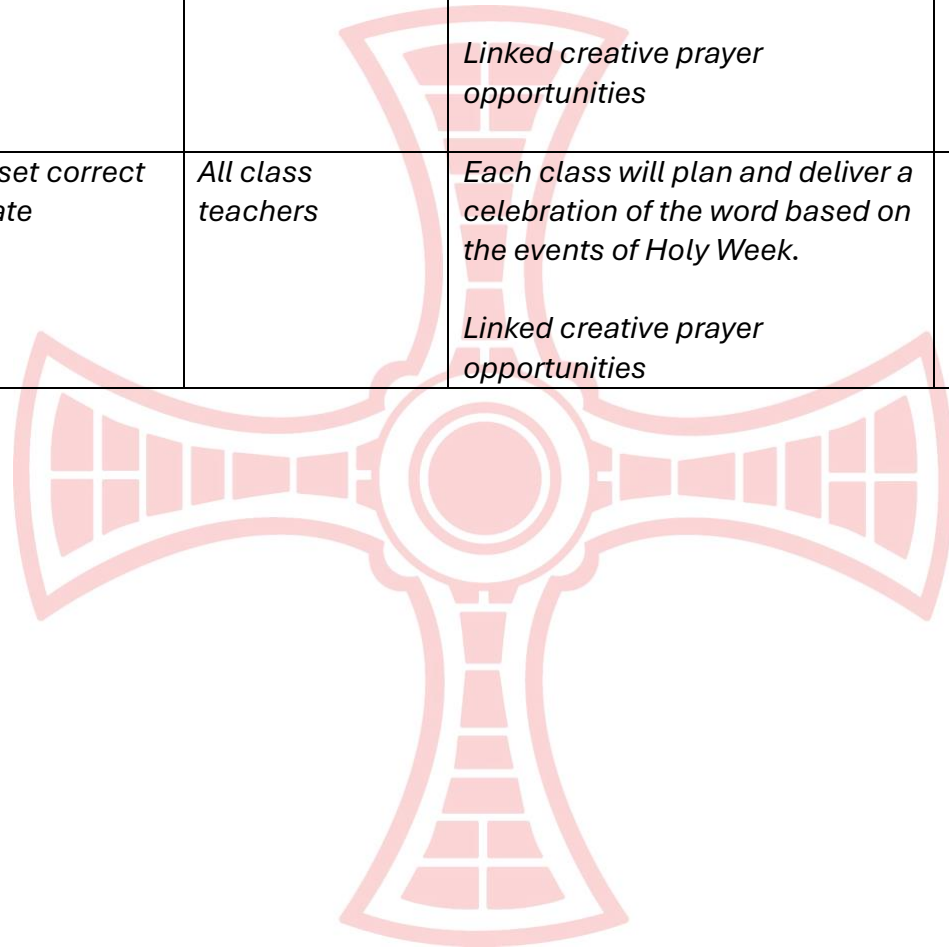 Linked creative prayer
opportunities
set correct
ate
All class
teachers
Each class will plan and deliver a
celebration of the word based on
the events of Holy Week.
Linked creative prayer
opportunities